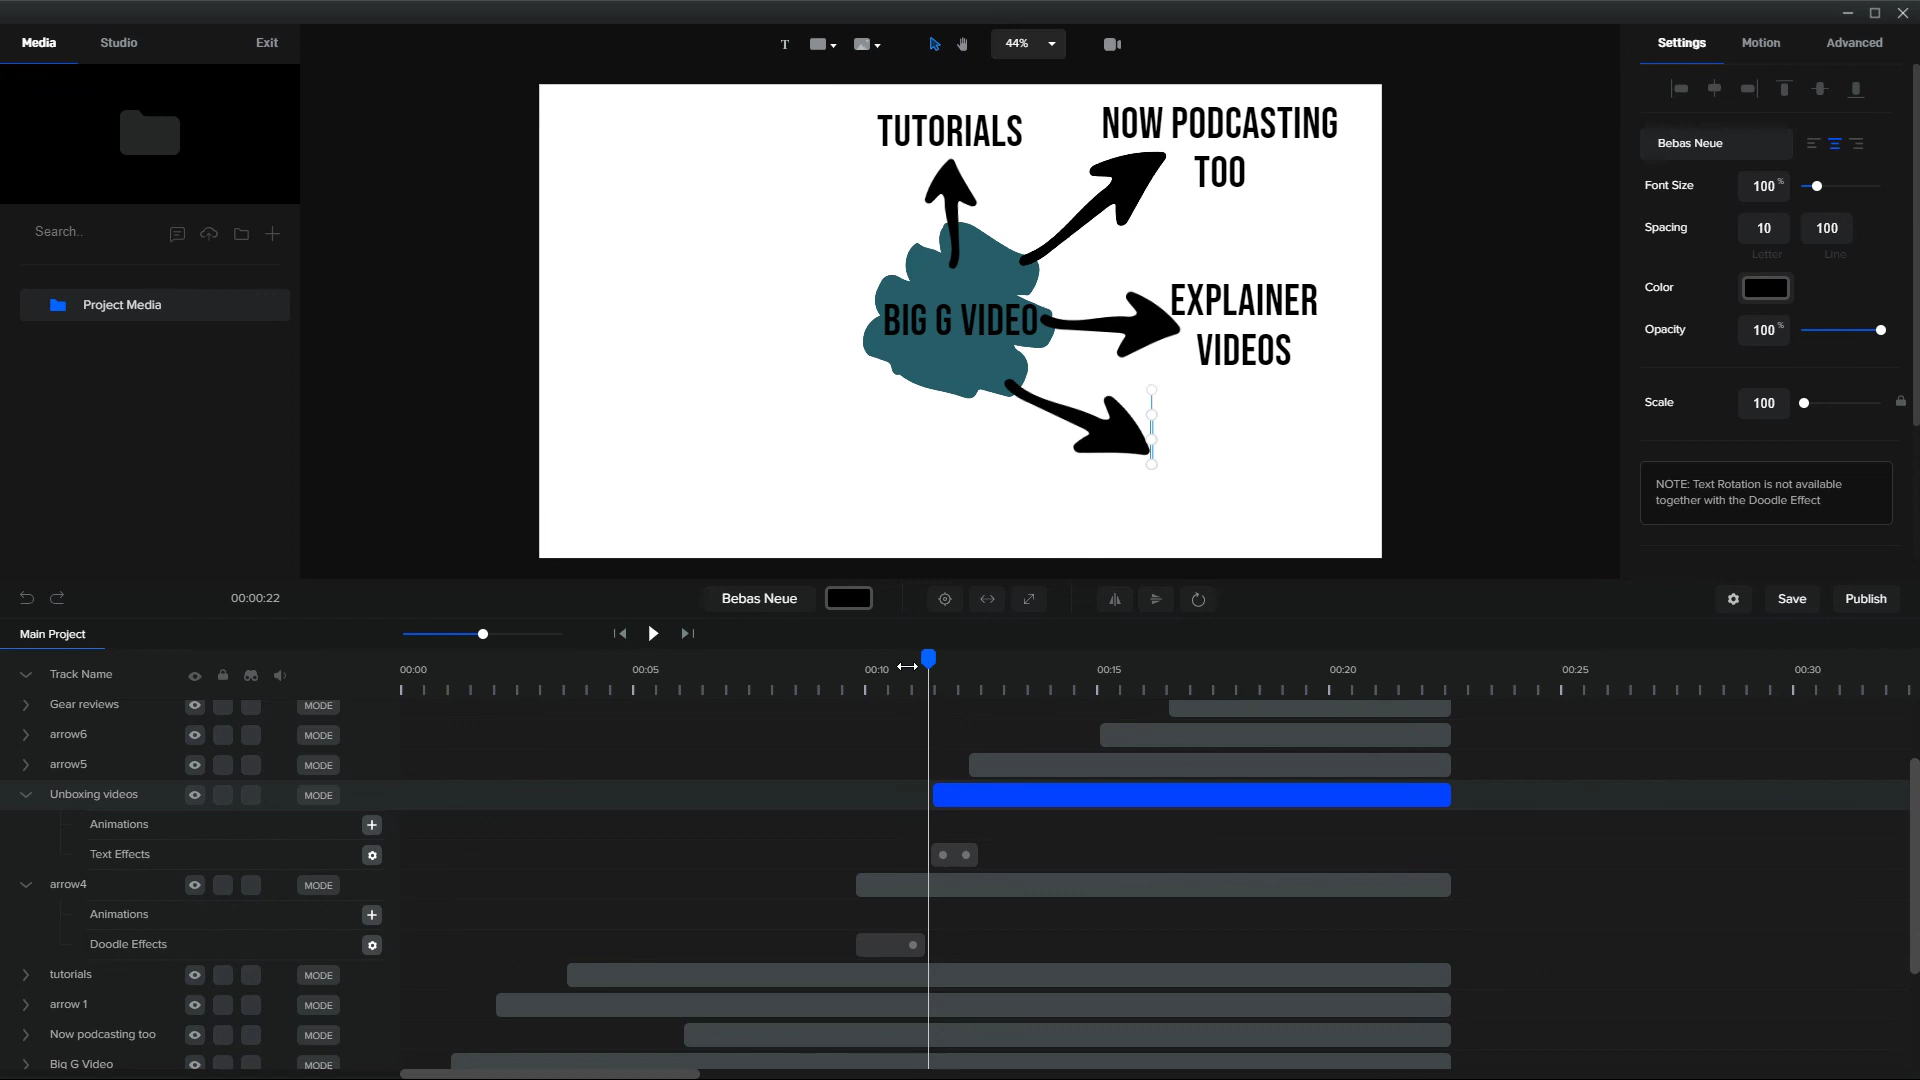 Media
Studio
Exit
T
44%
Settings
Motion
Advanced
TUTORIALS
NOW PODCASTING
TOO
BIG G VIDEO
EXPLAINER
VIDEOS
Search..
Project Media
Bebas Neue
Font Size
100 %
Spacing
10
100
Letter
Line
Color
Opacity
100 %
Scale
100
NOTE: Text Rotation is not available
together with the Doodle Effect
00:00:22
Bebas Neue
Save
Publish
Main Project
Track Name
00:00
00:05
00:10
00:15
00:20
00:25
00:30
Gear reviews
MODE
arrow6
MODE
arrow5
MODE
Unboxing videos
MODE
Animations
Text Effects
arrow4
MODE
Animations
Doodle Effects
tutorials
MODE
arrow 1
MODE
Now podcasting too
MODE
Big G Video
MODE